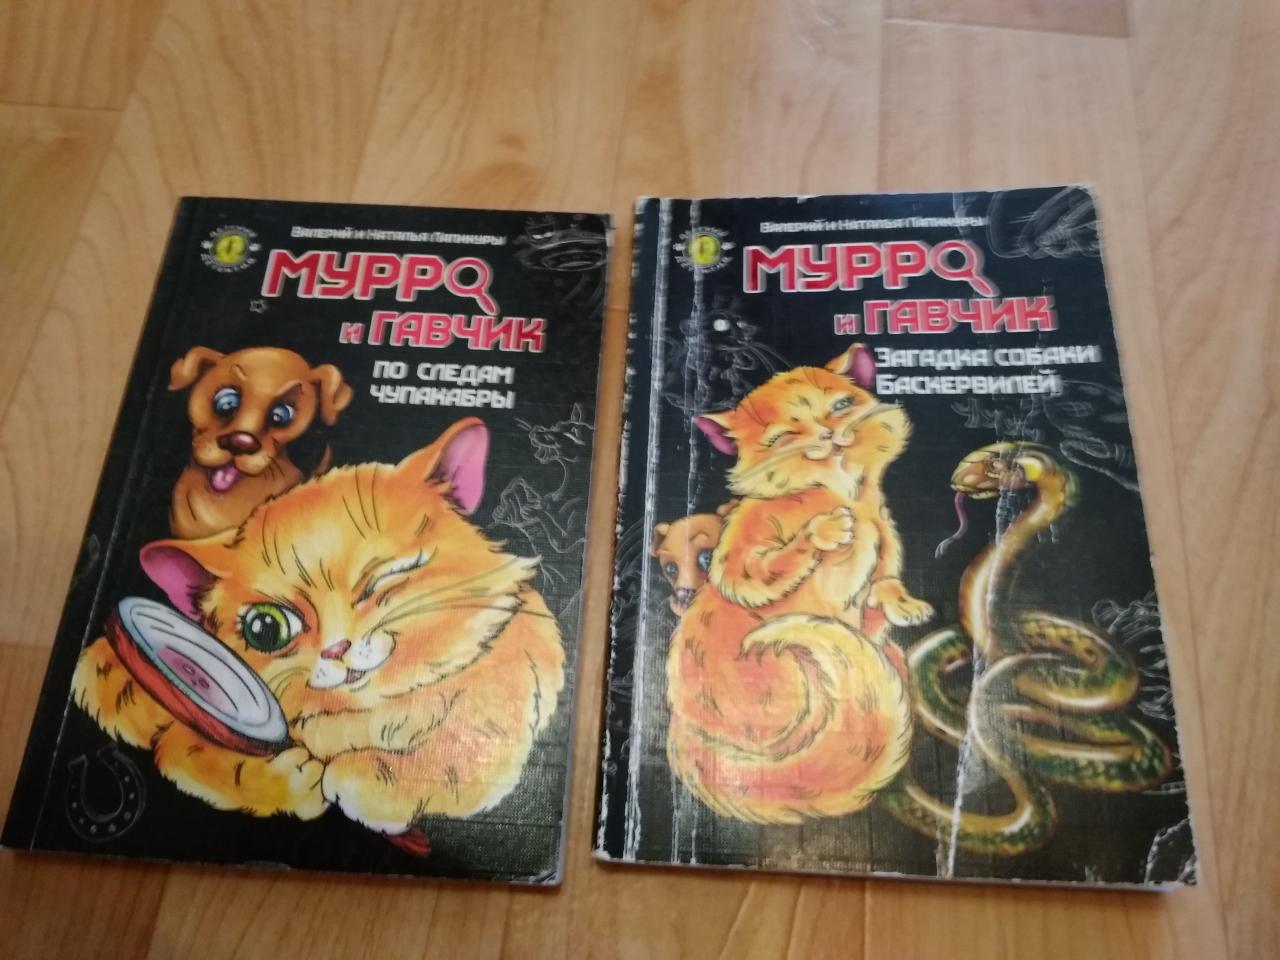 Валерий и Наталья Лапикуры
МУРРО
и ГАВЧИК
ПО СЛЕДАМ
ЧУПАКАБРЫ
Валерий и Наталья Лапикуры
МУРРО
и ГАВЧИК
ЗАГАДКА СОБАКИ
БАСКЕРВИЛЕЙ